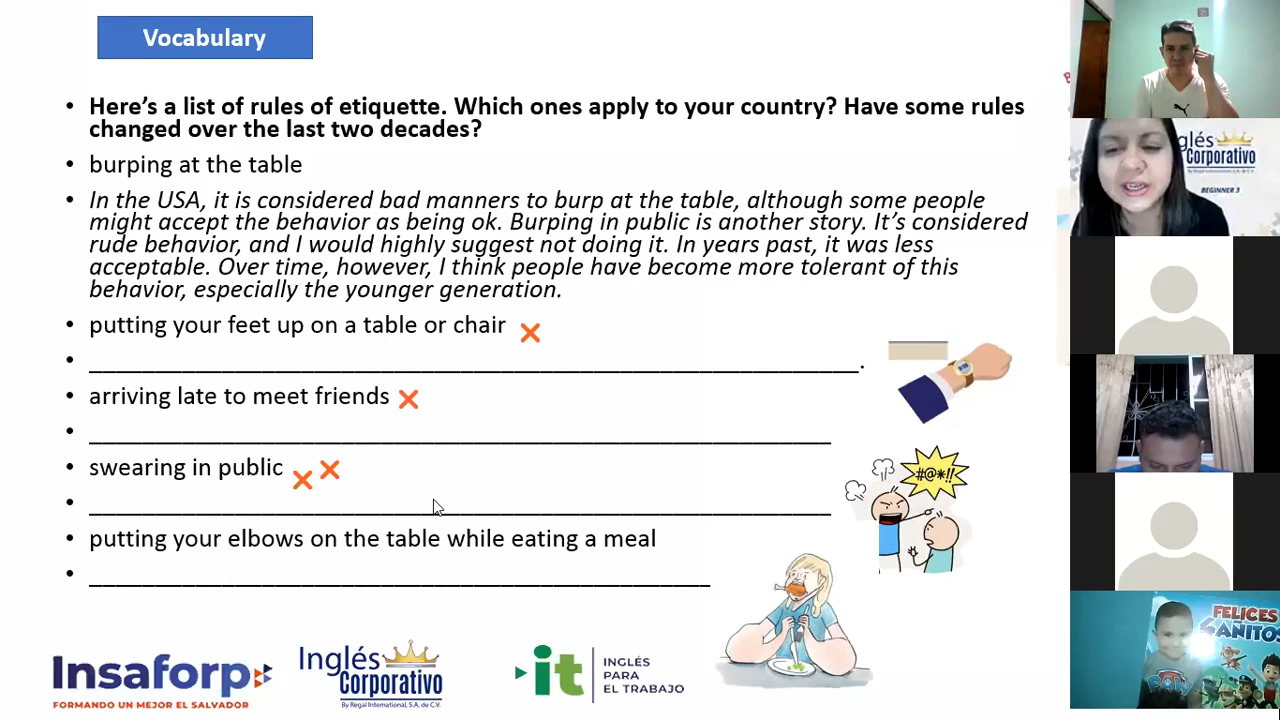 Vocabulary
• Here's a list of rules of etiquette. Which ones apply to your country? Have some rules
changed over the last two decades?
• burping at the table
• In the USA, it is considered bad manners to burp at the table, although some people
might accept the behavior as being ok. Burping in public is another story. It's considered
rude behavior, and I would highly suggest not doing it. In years past, it was less
acceptable. Over time, however, I think people have become more tolerant of this
behavior, especially the younger generation.
• putting your feet up on a table or chair
• ___________________________________________________________.
• arriving late to meet friends
• _________________________________________________________
• swearing in public
• _________________________________________________________
#@*!!
• putting your elbows on the table while eating a meal
• ________________________________________________
Insaforp
FORMANDO UN MEJOR EL SALVADOR
Inglés
Corporativo
By Regal International, S.A. de C.V.
it
INGLÉS
PARA
EL TRABAJO
glés
Corporativo
BEGINNER 3
FELICES
4AÑITOS